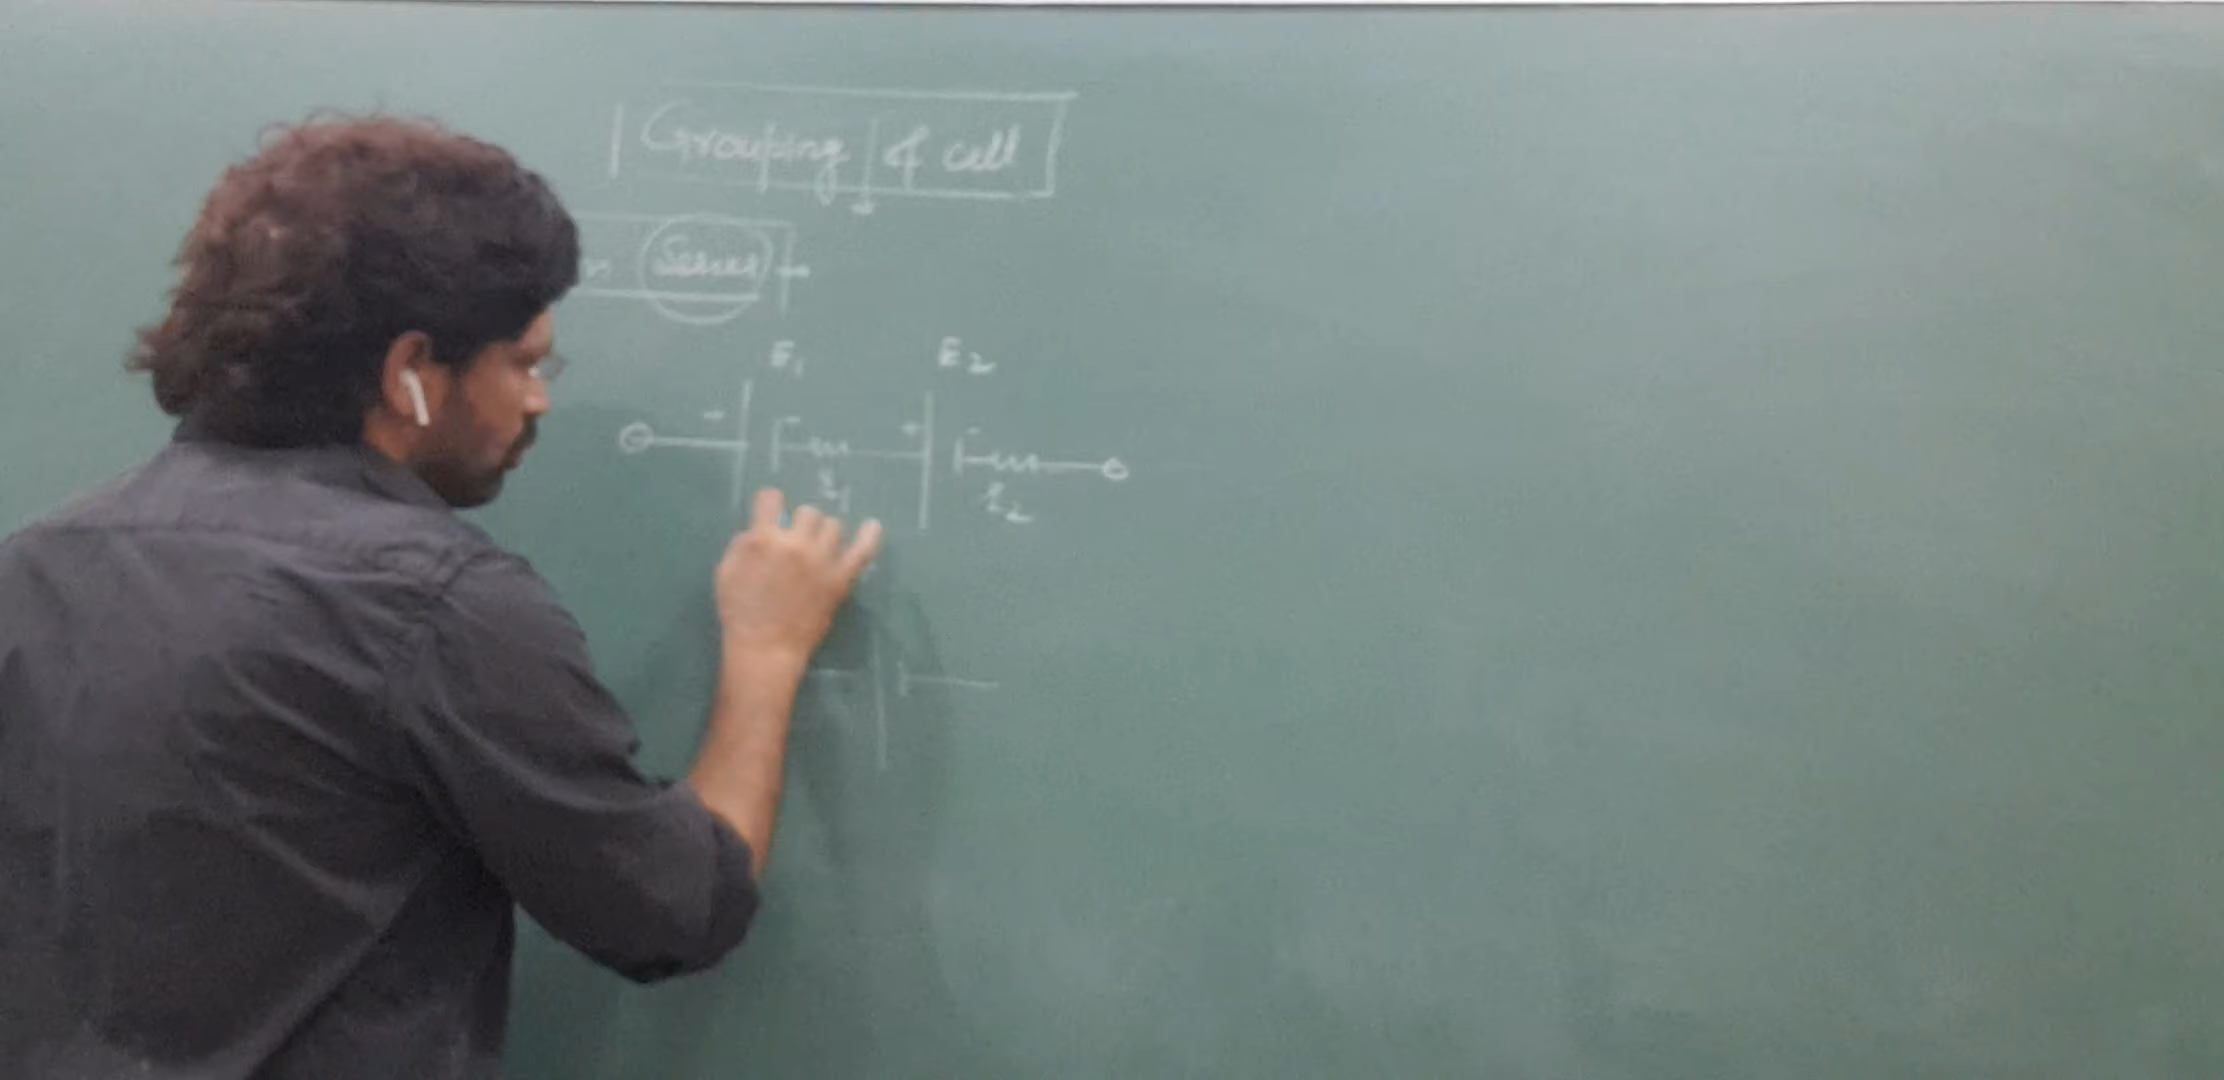 Grouping of cell
Series
E1 E2
- +
r1 r2